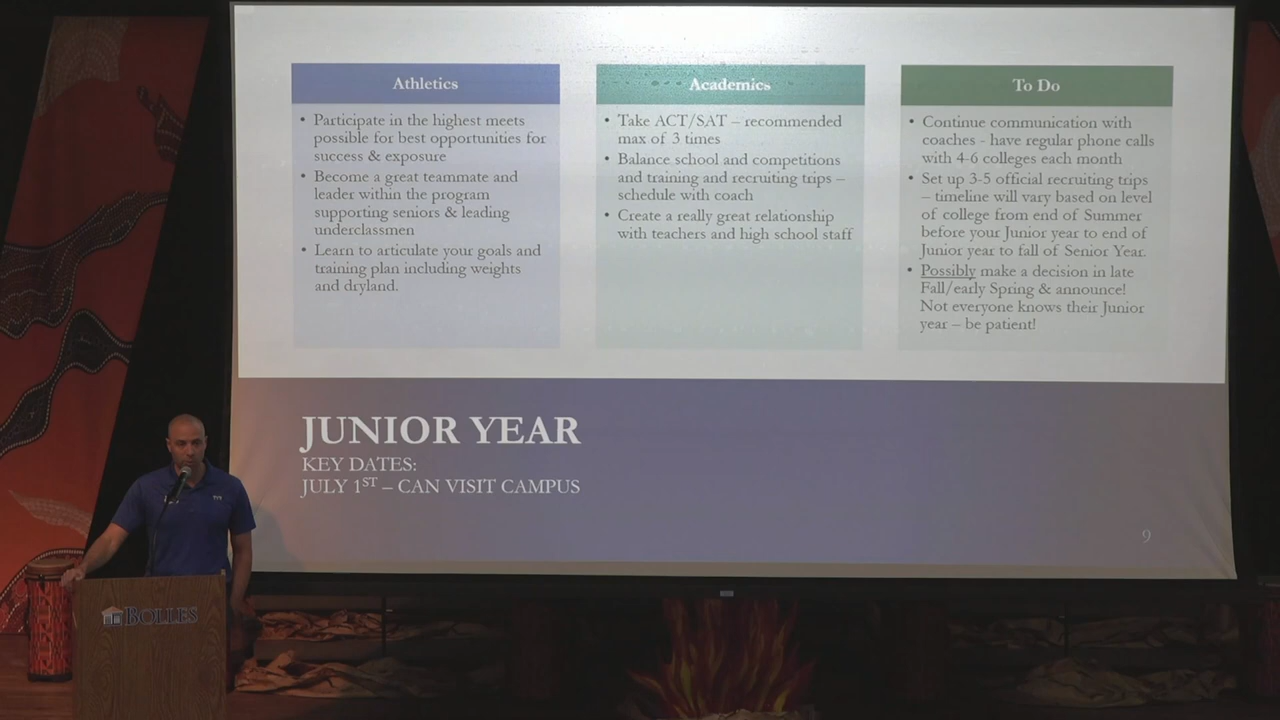 Athletics
• Participate in the highest meets
possible for best opportunities for
success & exposure
• Become a great teammate and
leader within the program
supporting seniors & leading
underclassmen
• Learn to articulate your goals and
training plan including weights
and dryland.
Academics
• Take ACT/SAT – recommended
max of 3 times
• Balance school and competitions
and training and recruiting trips –
schedule with coach
• Create a really great relationship
with teachers and high school staff
To Do
• Continue communication with
coaches - have regular phone calls
with 4-6 colleges each month
• Set up 3-5 official recruiting trips
– timeline will vary based on level
of college from end of Summer
before your Junior year to end of
Junior year to fall of Senior Year.
• Possibly make a decision in late
Fall/early Spring & announce!
Not everyone knows their Junior
year – be patient!
JUNIOR YEAR
KEY DATES:
JULY 1ST – CAN VISIT CAMPUS
9
BOLLES